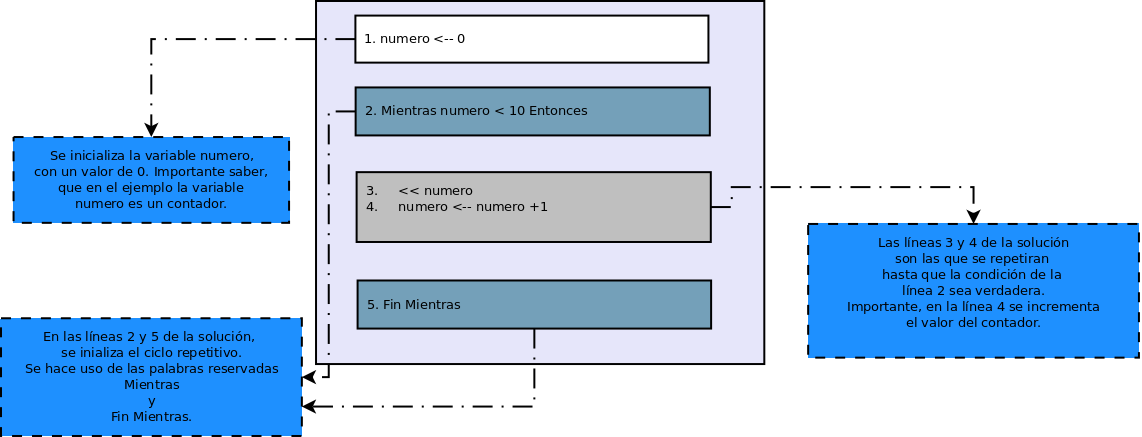 1. numero <-- 0
2. Mientras numero < 10 Entonces
3. << numero
4. numero <-- numero +1
5. Fin Mientras
Se inicializa la variable numero,
con un valor de 0. Importante saber,
que en el ejemplo la variable
numero es un contador.
Las líneas 3 y 4 de la solución
son las que se repetiran
hasta que la condición de la
línea 2 sea verdadera.
Importante, en la línea 4 se incrementa
el valor del contador.
En las líneas 2 y 5 de la solución,
se inializa el ciclo repetitivo.
Se hace uso de las palabras reservadas
Mientras
y
Fin Mientras.